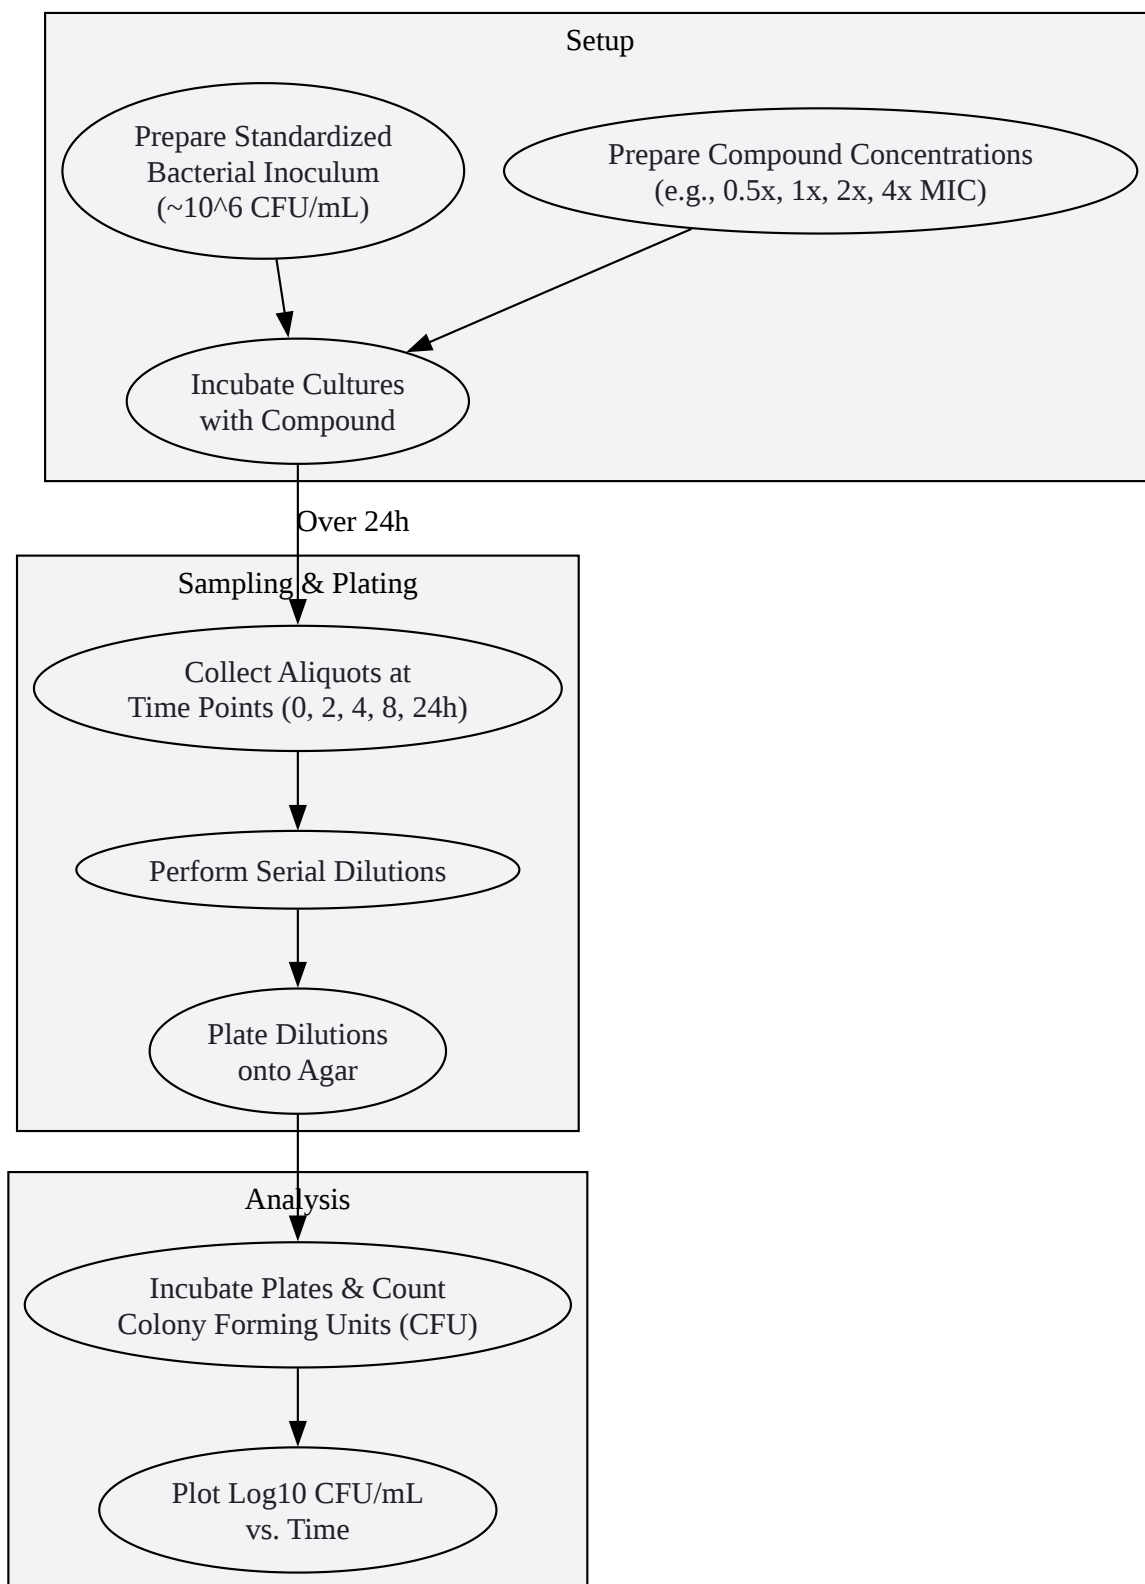 Setup
Prepare Standardized
Bacterial Inoculum
(~10^6 CFU/mL)
Prepare Compound Concentrations
(e.g., 0.5x, 1x, 2x, 4x MIC)
Incubate Cultures
with Compound
Over 24h
Sampling & Plating
Collect Aliquots at
Time Points (0, 2, 4, 8, 24h)
Perform Serial Dilutions
Plate Dilutions
onto Agar
Analysis
Incubate Plates & Count
Colony Forming Units (CFU)
Plot Log10 CFU/mL
vs. Time